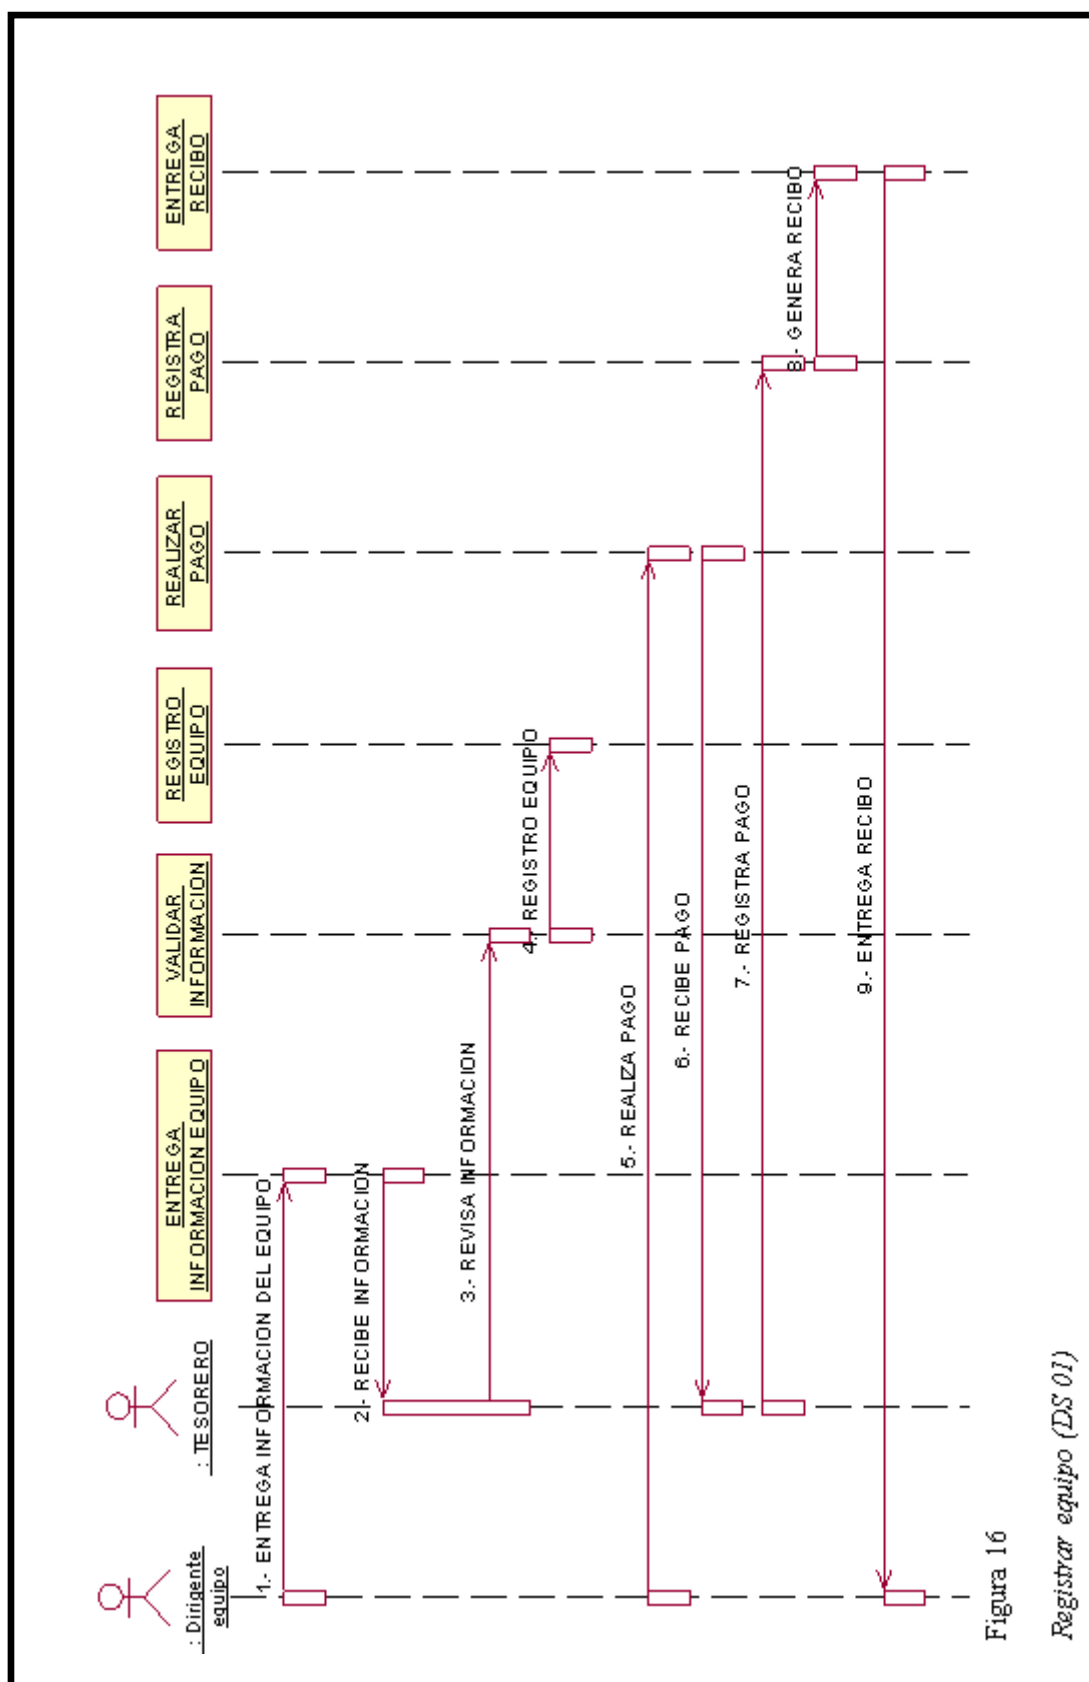 : Dirigente
equipo
: TESORERO
ENTREGA
INFORMACION EQUIPO
VALIDAR
INFORMACION
REGISTRO
EQUIPO
REALIZAR
PAGO
REGISTRA
PAGO
ENTREGA
RECIBO
1.- ENTREGA INFORMACION DEL EQUIPO
2- RECIBE INFORMACION
3.- REVISA INFORMACION
4.- REGISTRO EQUIPO
5.- REALIZA PAGO
6.- RECIBE PAGO
7.- REGISTRA PAGO
8.- GENERA RECIBO
9.- ENTREGA RECIBO
Figura 16
Registrar equipo (DS 01)